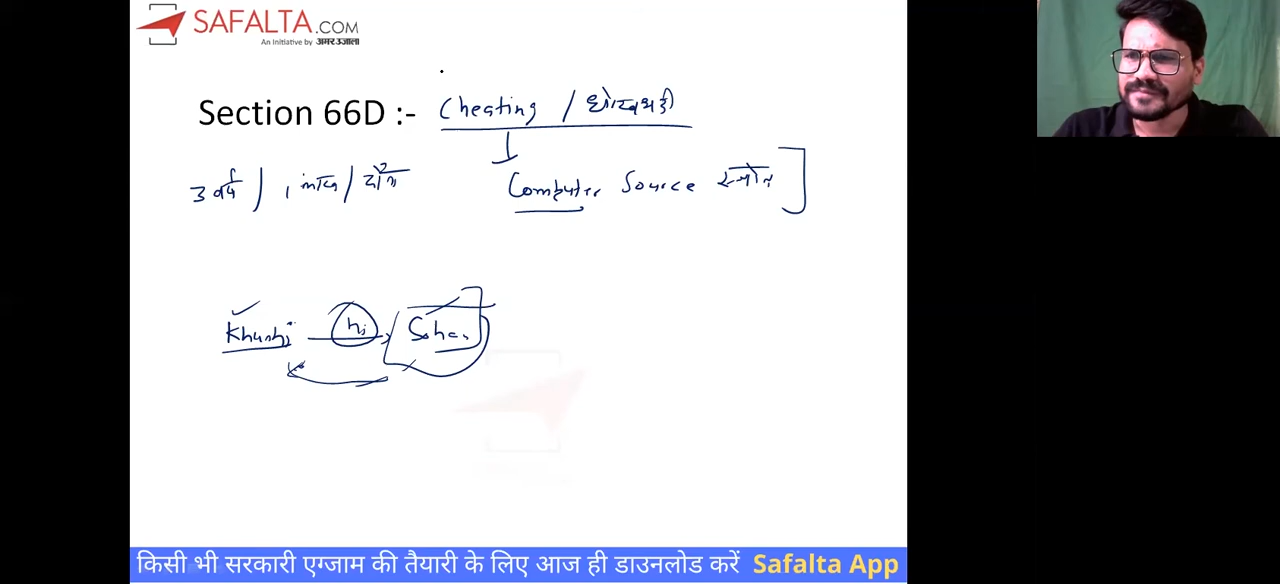 SAFALTA.COM
An Initiative by अमर उजाला
Section 66D :- Cheating / धोखाधड़ी
3 वर्ष / 1 लाख / दोनो
Computer Source स्त्रोत
Khushi hi Sohan
किसी भी सरकारी एग्जाम की तैयारी के लिए आज ही डाउनलोड करें Safalta App